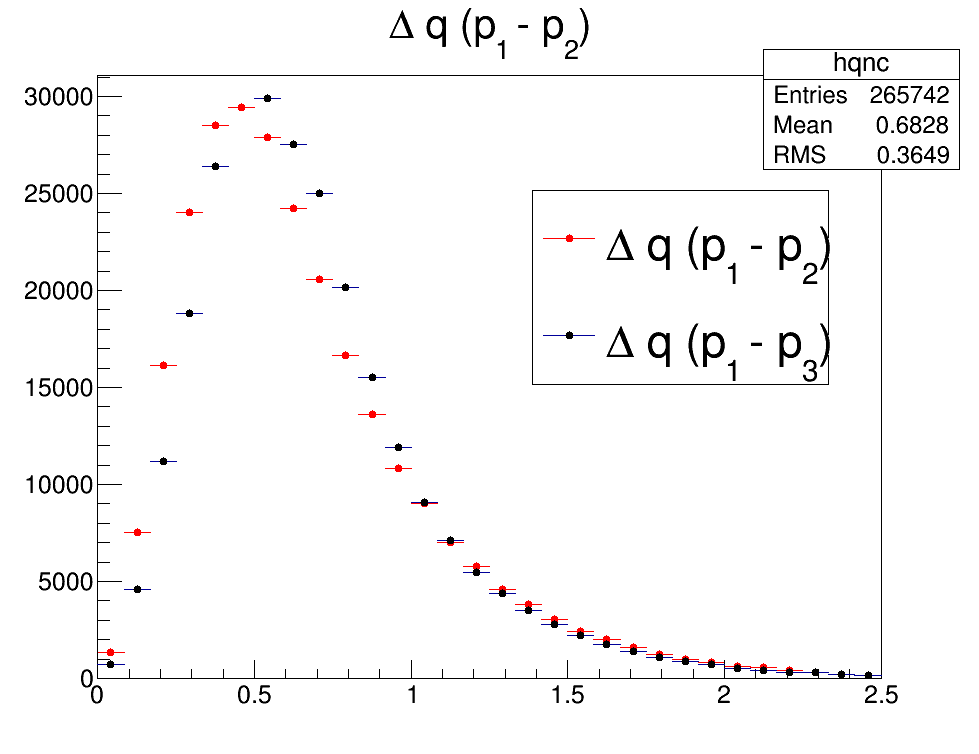 Δ q (p1 - p2)
hqnc
Entries 265742
Mean 0.6828
RMS 0.3649
30000
25000
20000
15000
10000
5000
0
Δ q (p1 - p2)
Δ q (p1 - p3)
0 0.5 1 1.5 2 2.5